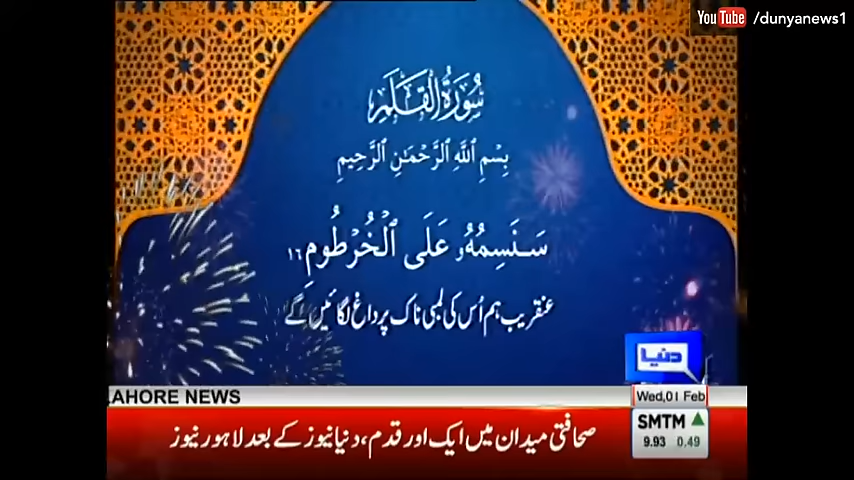 YouTube /dunyanews1
سُورَةُ الْقَلَمِ
بِسْمِ اللَّهِ الرَّحْمَٰنِ الرَّحِيمِ
سَنَسِمُهُۥ عَلَى ٱلْخُرْطُومِ ١٦
عنقریب ہم اُس کی لمبی ناک پر داغ لگائیں گے
دنیا
LAHORE NEWS
Wed,01 Feb
صحافتی میدان میں ایک اور قدم، دنیا نیوز کے بعد لاہور نیوز
SMTM ▲
9.93 0.49